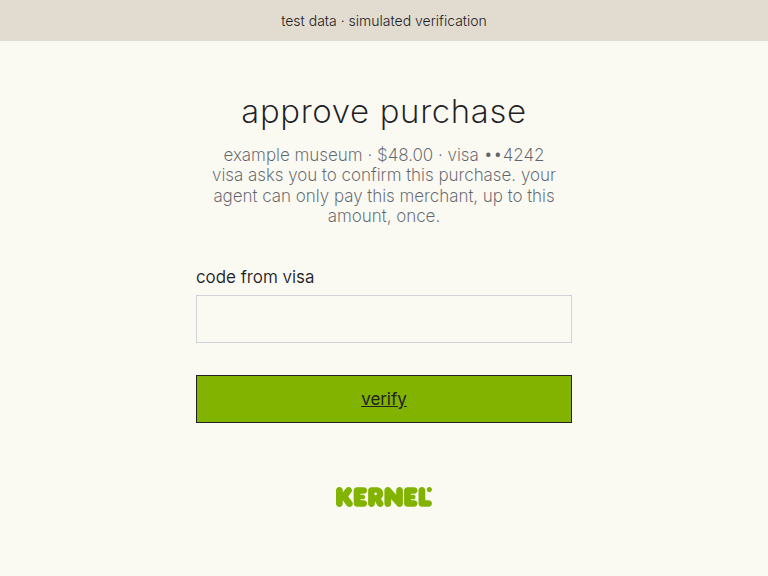 test data · simulated verification
approve purchase
example museum · $48.00 · visa ••4242
visa asks you to confirm this purchase. your
agent can only pay this merchant, up to this
amount, once.
code from visa
verify
KERNEL